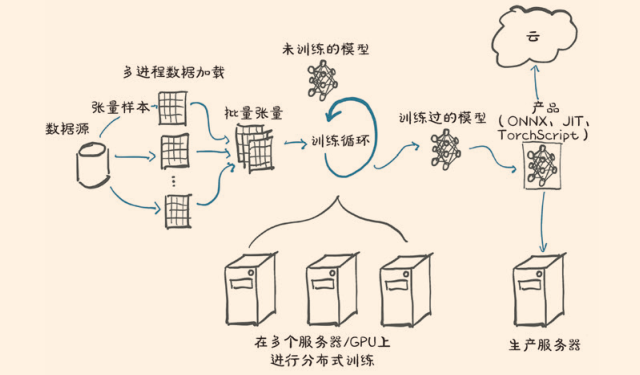 云
未训练的模型
多进程数据加载
张量样本
数据源
批量张量
训练循环
训练过的模型
产品
（ONNX、JIT、
TorchScript）
…
在多个服务器/GPU上
进行分布式训练
生产服务器